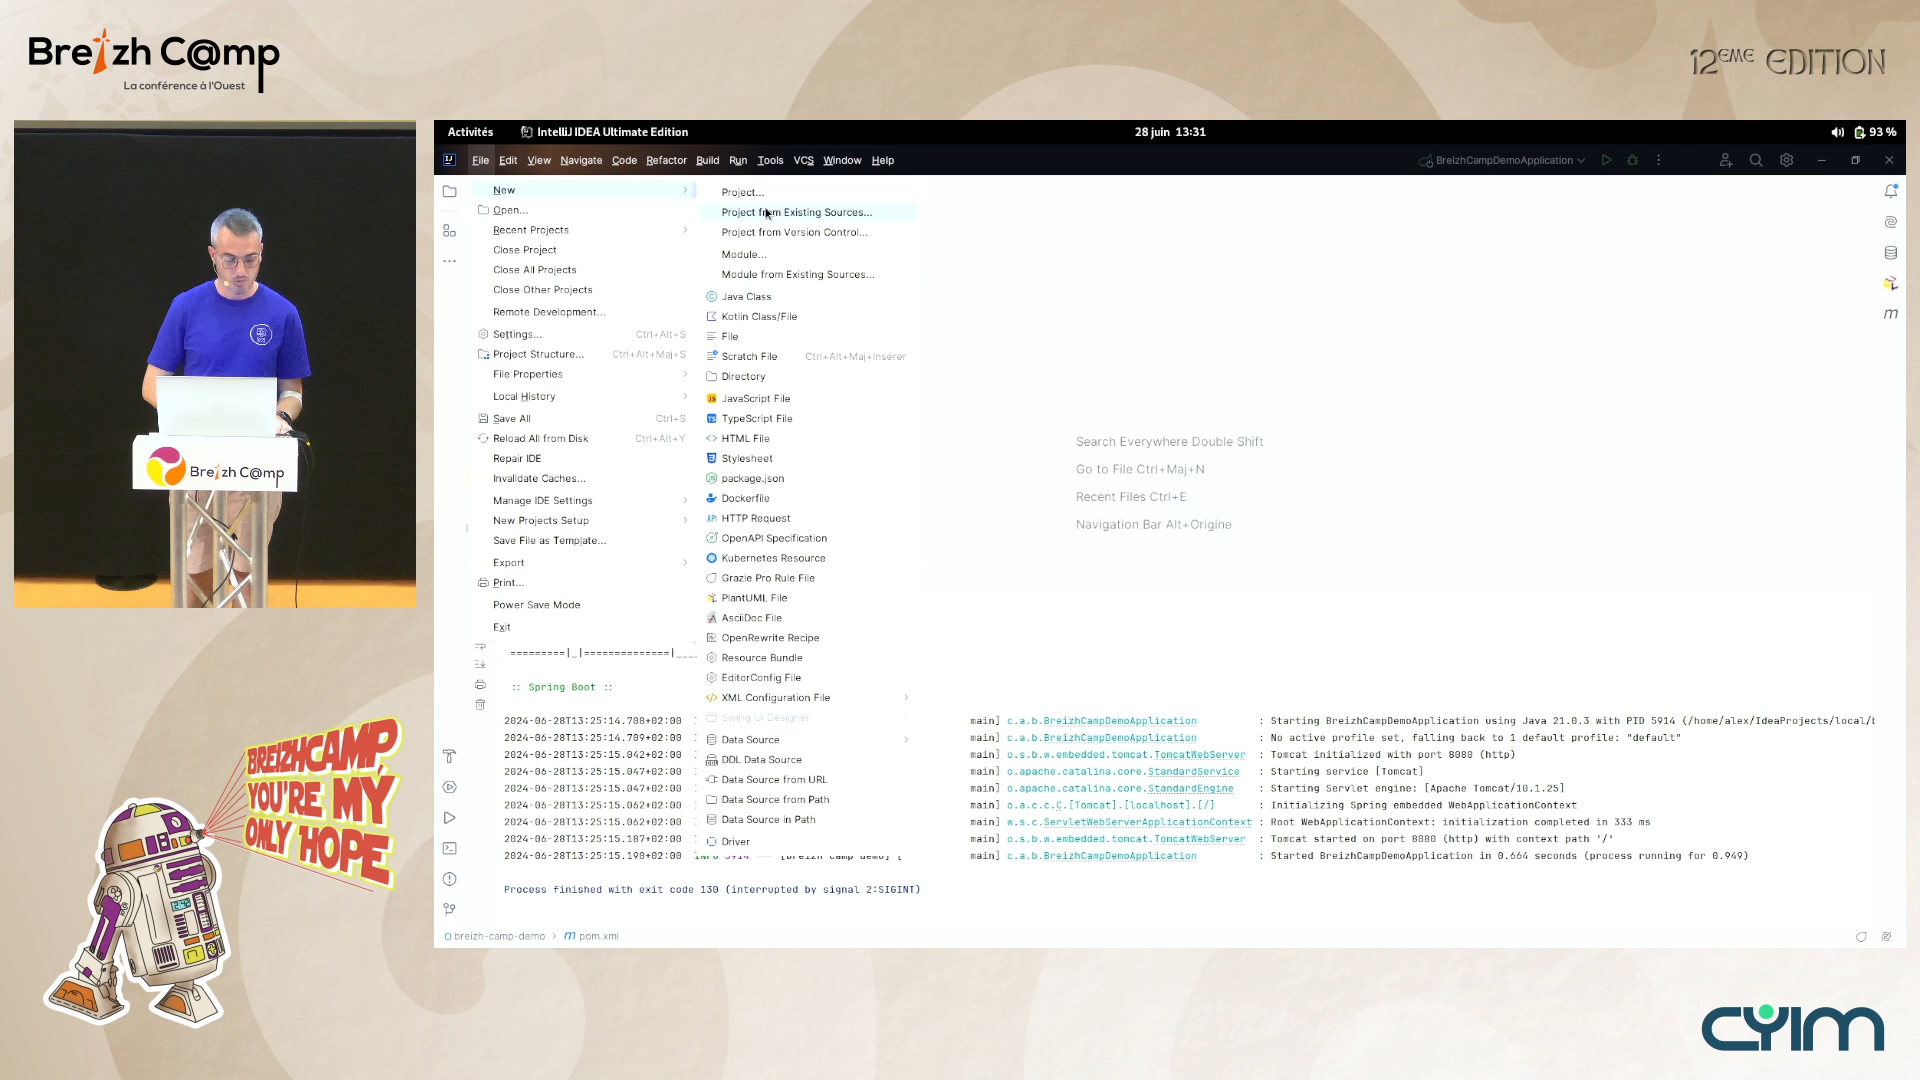 Breizh C@mp
La conférence à l'Ouest
12EME EDITION
Activités
IntelliJ IDEA Ultimate Edition
28 juin 13:31
93 %
File Edit View Navigate Code Refactor Build Run Tools VCS Window Help
BreizhCampDemoApplication
New
Open...
Recent Projects
Close Project
Close All Projects
Close Other Projects
Remote Development...
Settings... Ctrl+Alt+S
Project Structure... Ctrl+Alt+Maj+S
File Properties
Local History
Save All Ctrl+S
Reload All from Disk Ctrl+Alt+Y
Repair IDE
Invalidate Caches...
Manage IDE Settings
New Projects Setup
Save File as Template...
Export
Print...
Power Save Mode
Exit
Project...
Project from Existing Sources...
Project from Version Control...
Module...
Module from Existing Sources...
Java Class
Kotlin Class/File
File
Scratch File Ctrl+Alt+Maj+Insérer
Directory
JavaScript File
TypeScript File
HTML File
Stylesheet
package.json
Dockerfile
HTTP Request
OpenAPI Specification
Kubernetes Resource
Grazie Pro Rule File
PlantUML File
AsciiDoc File
OpenRewrite Recipe
Resource Bundle
EditorConfig File
XML Configuration File
Swing UI Designer
Data Source
DDL Data Source
Data Source from URL
Data Source from Path
Data Source in Path
Driver
Search Everywhere Double Shift
Go to File Ctrl+Maj+N
Recent Files Ctrl+E
Navigation Bar Alt+Origine
=========|_|==============|___
:: Spring Boot ::
2024-06-28T13:25:14.708+02:00 main] c.a.b.BreizhCampDemoApplication : Starting BreizhCampDemoApplication using Java 21.0.3 with PID 5914 (/home/alex/IdeaProjects/local/b
2024-06-28T13:25:14.709+02:00 main] c.a.b.BreizhCampDemoApplication : No active profile set, falling back to 1 default profile: "default"
2024-06-28T13:25:15.042+02:00 main] o.s.b.w.embedded.tomcat.TomcatWebServer : Tomcat initialized with port 8080 (http)
2024-06-28T13:25:15.047+02:00 main] o.apache.catalina.core.StandardService : Starting service [Tomcat]
2024-06-28T13:25:15.047+02:00 main] o.apache.catalina.core.StandardEngine : Starting Servlet engine: [Apache Tomcat/10.1.25]
2024-06-28T13:25:15.062+02:00 main] o.a.c.c.C.[Tomcat].[localhost].[/] : Initializing Spring embedded WebApplicationContext
2024-06-28T13:25:15.062+02:00 main] w.s.c.ServletWebServerApplicationContext : Root WebApplicationContext: initialization completed in 333 ms
2024-06-28T13:25:15.187+02:00 main] o.s.b.w.embedded.tomcat.TomcatWebServer : Tomcat started on port 8080 (http) with context path '/'
2024-06-28T13:25:15.190+02:00 main] c.a.b.BreizhCampDemoApplication : Started BreizhCampDemoApplication in 0.664 seconds (process running for 0.949)
Process finished with exit code 130 (interrupted by signal 2:SIGINT)
breizh-camp-demo > pom.xml
Breizh C@mp
BREIZHCAMP,
YOU'RE MY
ONLY HOPE
CYIM